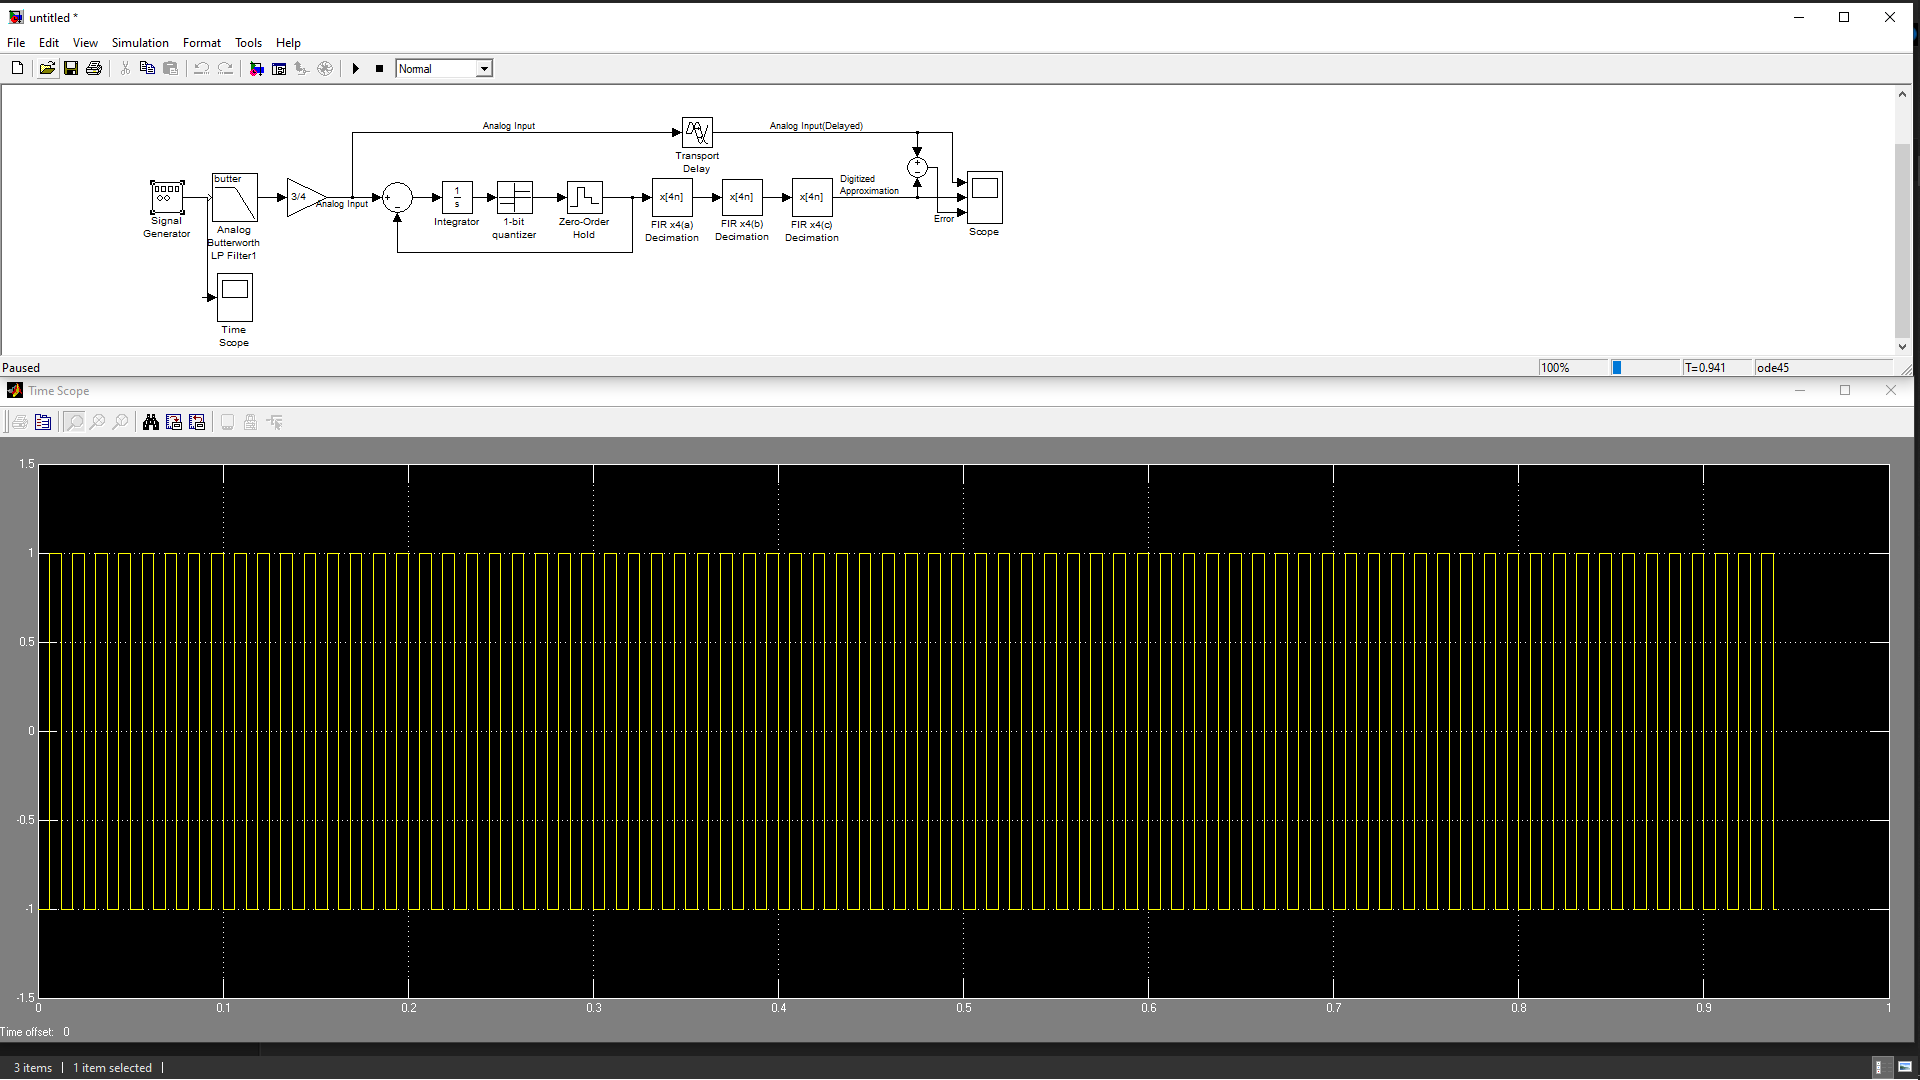 untitled *
File Edit View Simulation Format Tools Help
Normal
Analog Input
Analog Input(Delayed)
Transport
Delay
butter
3/4
Analog Input
1
s
x[4n]
x[4n]
x[4n]
Digitized
Approximation
Error
Signal
Generator
Analog
Butterworth
LP Filter1
Integrator
1-bit
quantizer
Zero-Order
Hold
FIR x4(a)
Decimation
FIR x4(b)
Decimation
FIR x4(c)
Decimation
Scope
Time
Scope
Paused
100%
T=0.941
ode45
Time Scope
1.5
1
0.5
0
-0.5
-1
-1.5
0 0.1 0.2 0.3 0.4 0.5 0.6 0.7 0.8 0.9 1
Time offset: 0
3 items
1 item selected